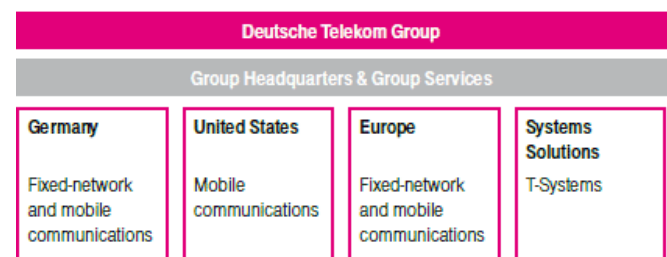 Deutsche Telekom Group
Group Headquarters & Group Services
Germany
Fixed-network
and mobile
communications
United States
Mobile
communications
Europe
Fixed-network
and mobile
communications
Systems
Solutions
T-Systems